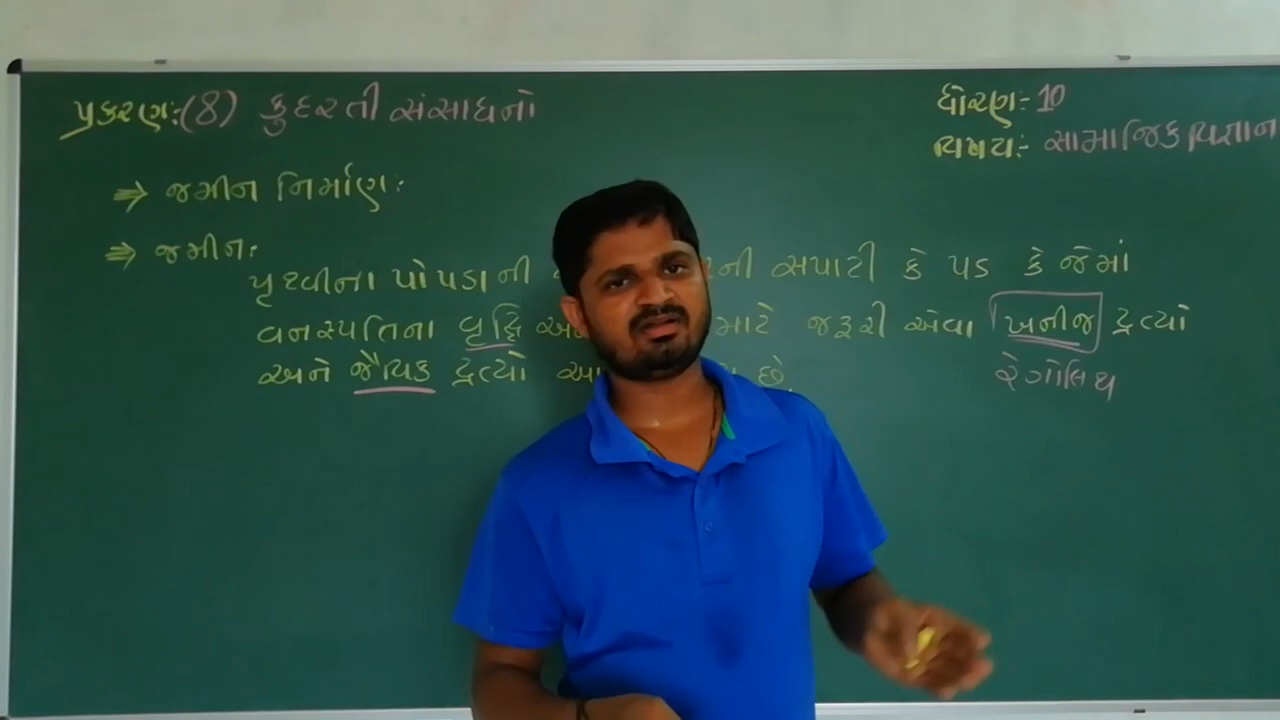 પ્રકરણ:-(8) કુદરતી સંસાધનો
ધોરણ:- 10
વિષય:- સામાજિક વિજ્ઞાન
⇒ જમીન નિર્માણ:
⇒ જમીન:
પૃથ્વીના પોપડાની સપાટી કે પડ કે જેમાં
વનસ્પતિના વૃદ્ધિ માટે જરૂરી એવા ખનીજ દ્રવ્યો
અને જૈવિક દ્રવ્યો છે.
રેગોલિથ